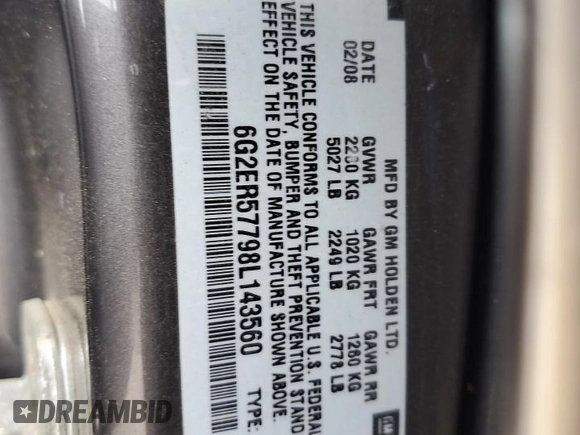 MFD BY GM HOLDEN LTD.
DATE GVWR GAWR FRT GAWR RR
02/08 2280 KG 1020 KG 1260 KG
5027 LB 2249 LB 2778 LB
THIS VEHICLE CONFORMS TO ALL APPLICABLE U.S. FEDERAL
VEHICLE SAFETY, BUMPER AND THEFT PREVENTION STAND
EFFECT ON THE DATE OF MANUFACTURE SHOWN ABOVE.
6G2ER57798L143560 TYPE:
GM
DREAMBID